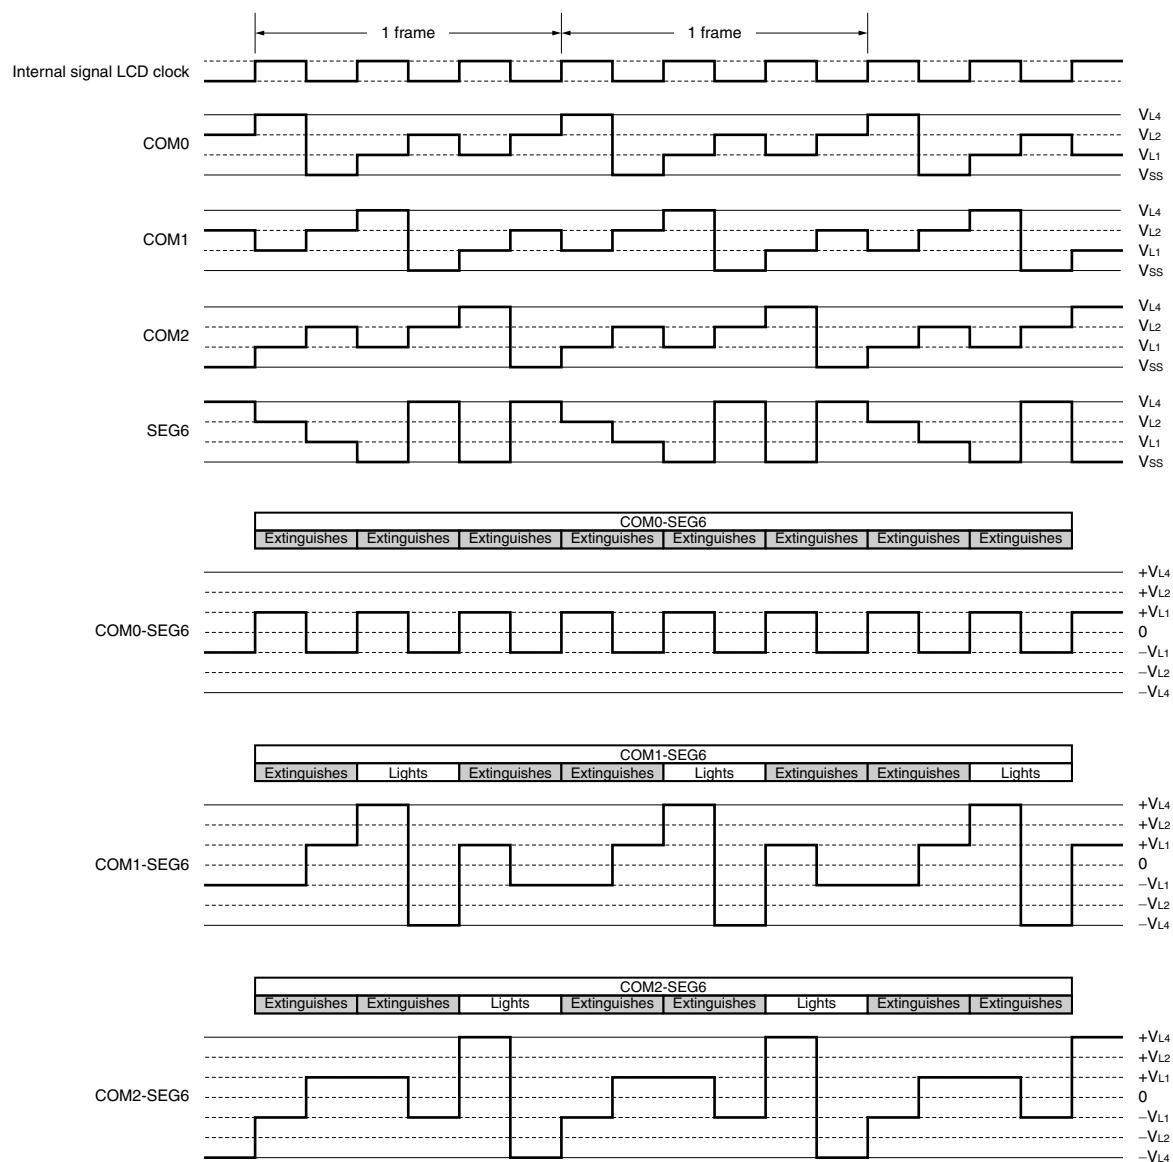 1 frame 1 frame
Internal signal LCD clock
VL4
COM0 VL2
VL1
VSS
VL4
COM1 VL2
VL1
VSS
VL4
COM2 VL2
VL1
VSS
VL4
SEG6 VL2
VL1
VSS
COM0-SEG6
Extinguishes Extinguishes Extinguishes Extinguishes Extinguishes Extinguishes Extinguishes Extinguishes
+VL4
+VL2
+VL1
COM0-SEG6 0
−VL1
−VL2
−VL4
COM1-SEG6
Extinguishes Lights Extinguishes Extinguishes Lights Extinguishes Extinguishes Lights
+VL4
+VL2
+VL1
COM1-SEG6 0
−VL1
−VL2
−VL4
COM2-SEG6
Extinguishes Extinguishes Lights Extinguishes Extinguishes Lights Extinguishes Extinguishes
+VL4
+VL2
+VL1
COM2-SEG6 0
−VL1
−VL2
−VL4